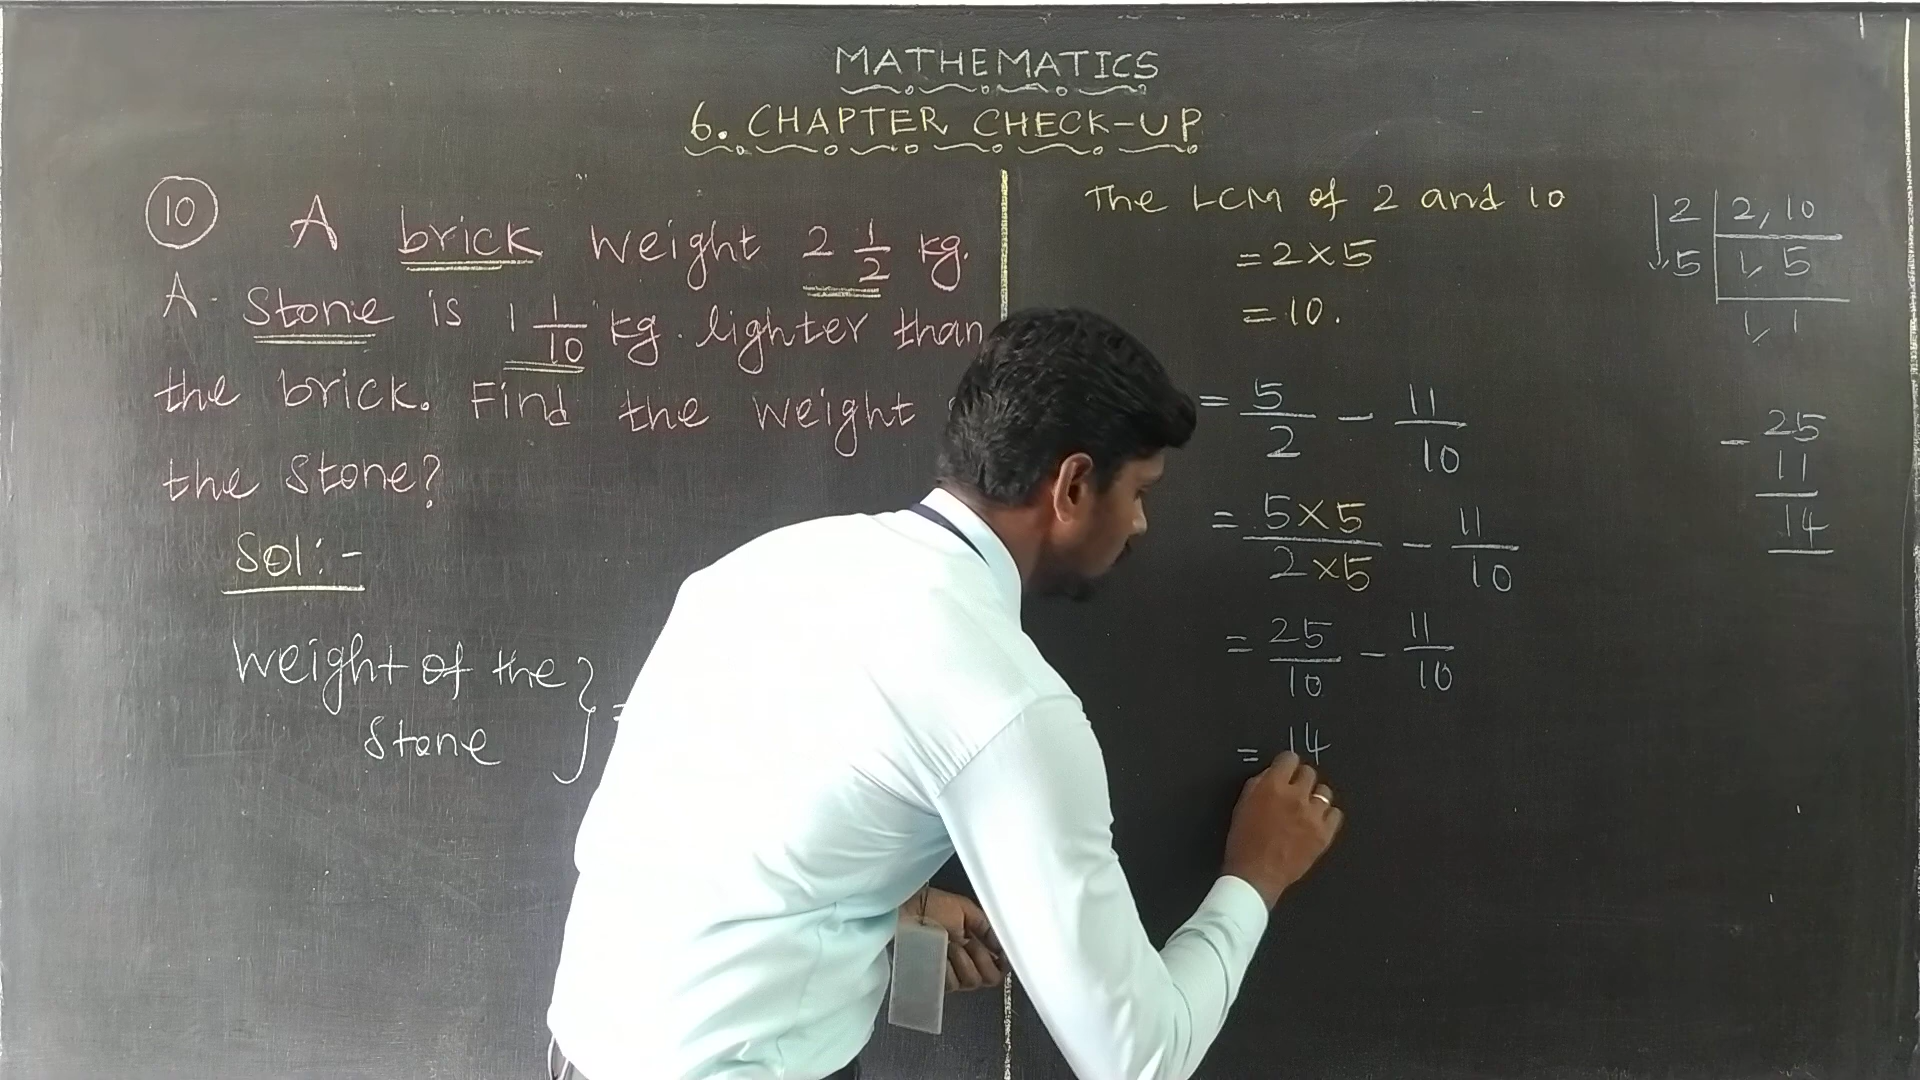 MATHEMATICS
6. CHAPTER CHECK-UP
10 A brick weight 2 1/2 kg.
A Stone is 1 1/10 kg. lighter than
the brick. Find the weight
the Stone?
Sol:-
Weight of the
Stone } =
The LCM of 2 and 10
= 2×5
= 10.
= 5/2 - 11/10
= 5×5/2×5 - 11/10
= 25/10 - 11/10
= 14
2 | 2, 10
5 | 1, 5
1, 1
- 25
11
14